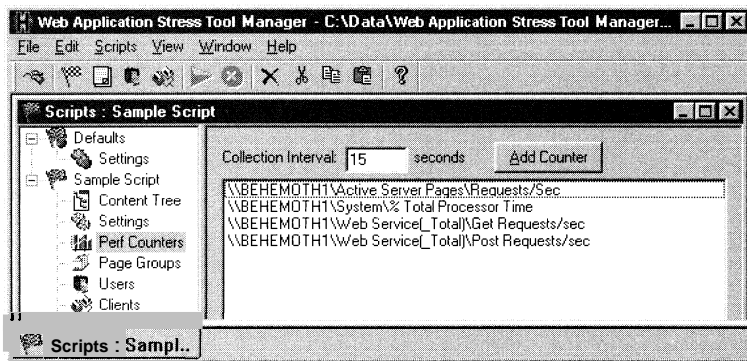 Web Application Stress Tool Manager - C:\Data\Web Application Stress Tool Manager...
File Edit Scripts View Window Help
Scripts : Sample Script
Defaults
Settings
Sample Script
Content Tree
Settings
Perf Counters
Page Groups
Users
Clients
Collection Interval: 15 seconds Add Counter
\\BEHEMOTH1\Active Server Pages\Requests/Sec
\\BEHEMOTH1\System\% Total Processor Time
\\BEHEMOTH1\Web Service(_Total)\Get Requests/sec
\\BEHEMOTH1\Web Service(_Total)\Post Requests/sec
Scripts : Sampl..